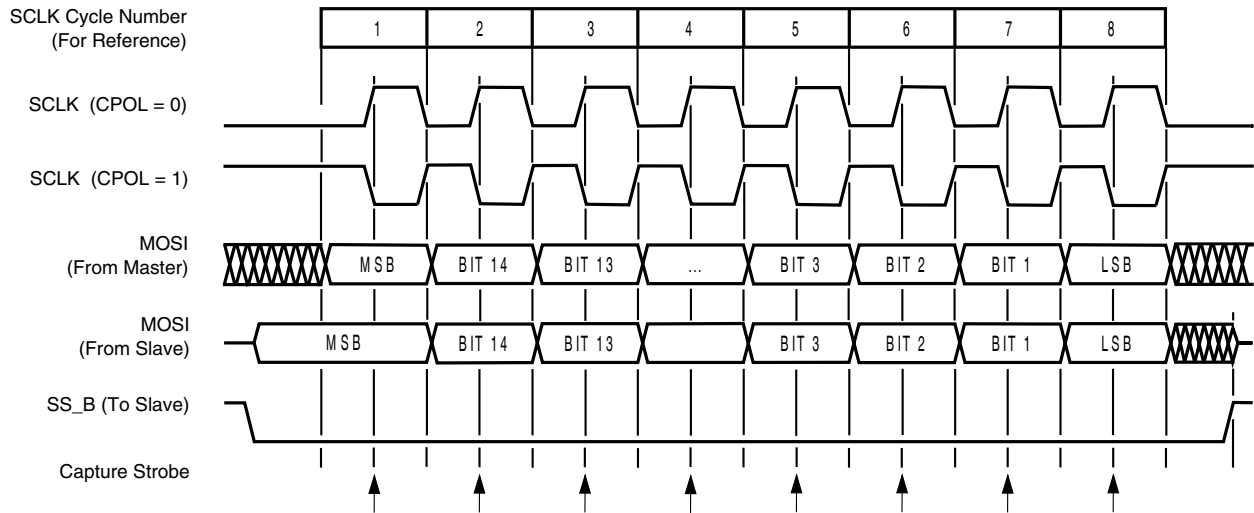 SCLK Cycle Number
(For Reference)
1 2 3 4 5 6 7 8
SCLK (CPOL = 0)
SCLK (CPOL = 1)
MOSI
(From Master)
MSB BIT 14 BIT 13 ... BIT 3 BIT 2 BIT 1 LSB
MOSI
(From Slave)
MSB BIT 14 BIT 13 BIT 3 BIT 2 BIT 1 LSB
SS_B (To Slave)
Capture Strobe